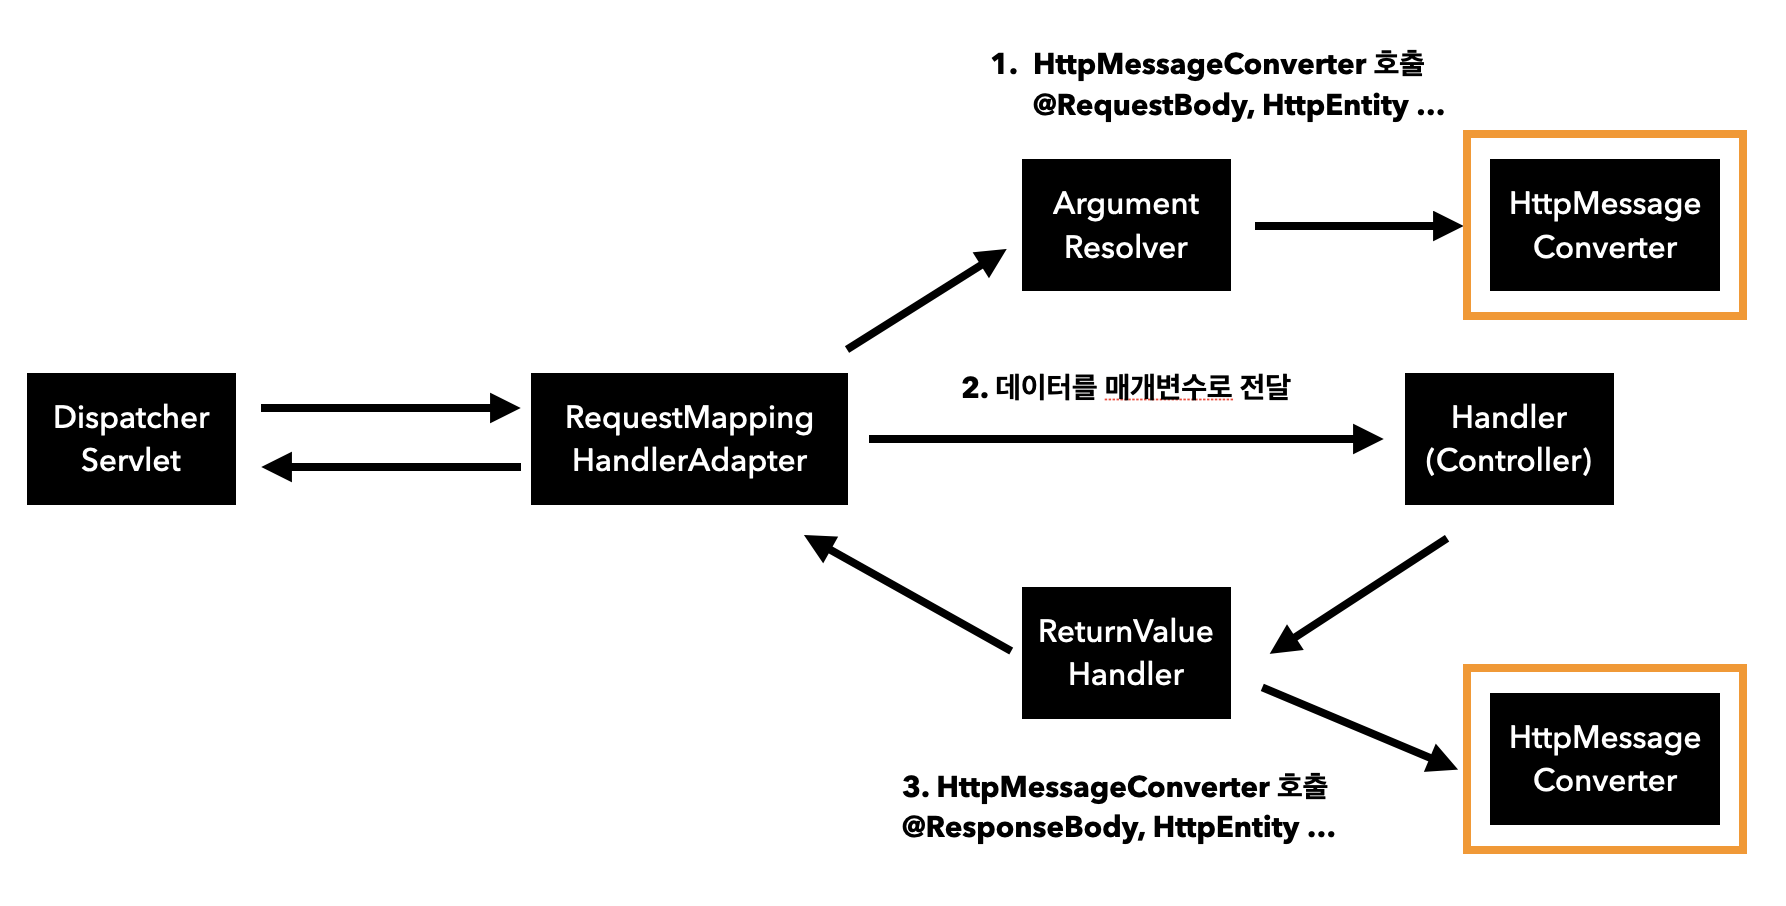 1. HttpMessageConverter 호출
@RequestBody, HttpEntity ...
Argument
Resolver
HttpMessage
Converter
2. 데이터를 매개변수로 전달
Dispatcher
Servlet
RequestMapping
HandlerAdapter
Handler
(Controller)
ReturnValue
Handler
HttpMessage
Converter
3. HttpMessageConverter 호출
@ResponseBody, HttpEntity ...